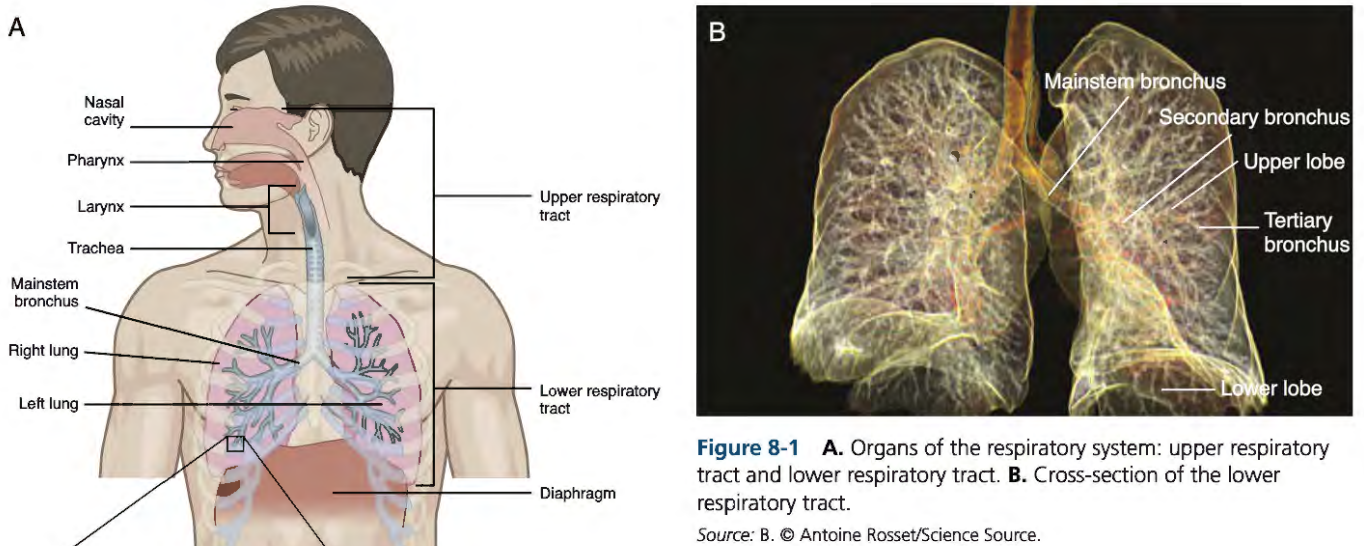 A
Nasal
cavity
Pharynx
Larynx
Trachea
Mainstem
bronchus
Right lung
Left lung
Upper respiratory
tract
Lower respiratory
tract
Diaphragm
B
Mainstem bronchus
Secondary bronchus
Upper lobe
Tertiary
bronchus
Lower lobe
Figure 8-1 A. Organs of the respiratory system: upper respiratory
tract and lower respiratory tract. B. Cross-section of the lower
respiratory tract.
Source: B. © Antoine Rosset/Science Source.